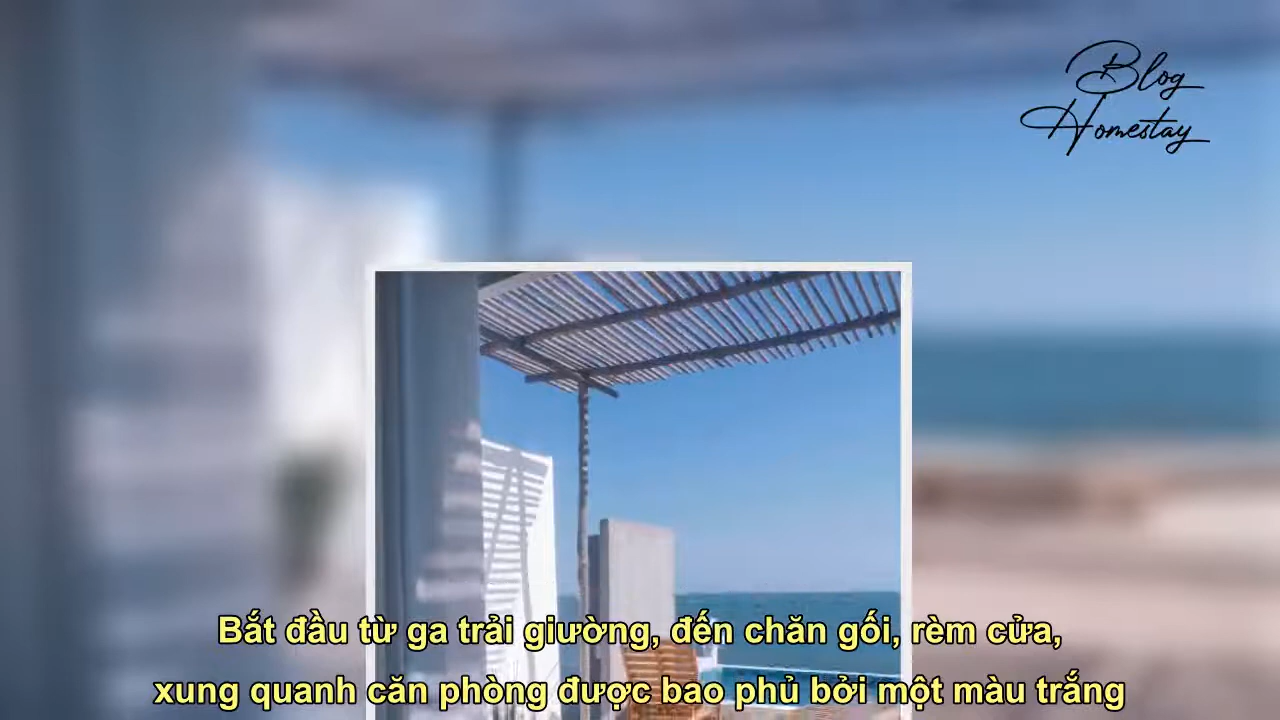 Blog
Homestay
Bắt đầu từ ga trải giường, đến chăn gối, rèm cửa,
xung quanh căn phòng được bao phủ bởi một màu trắng